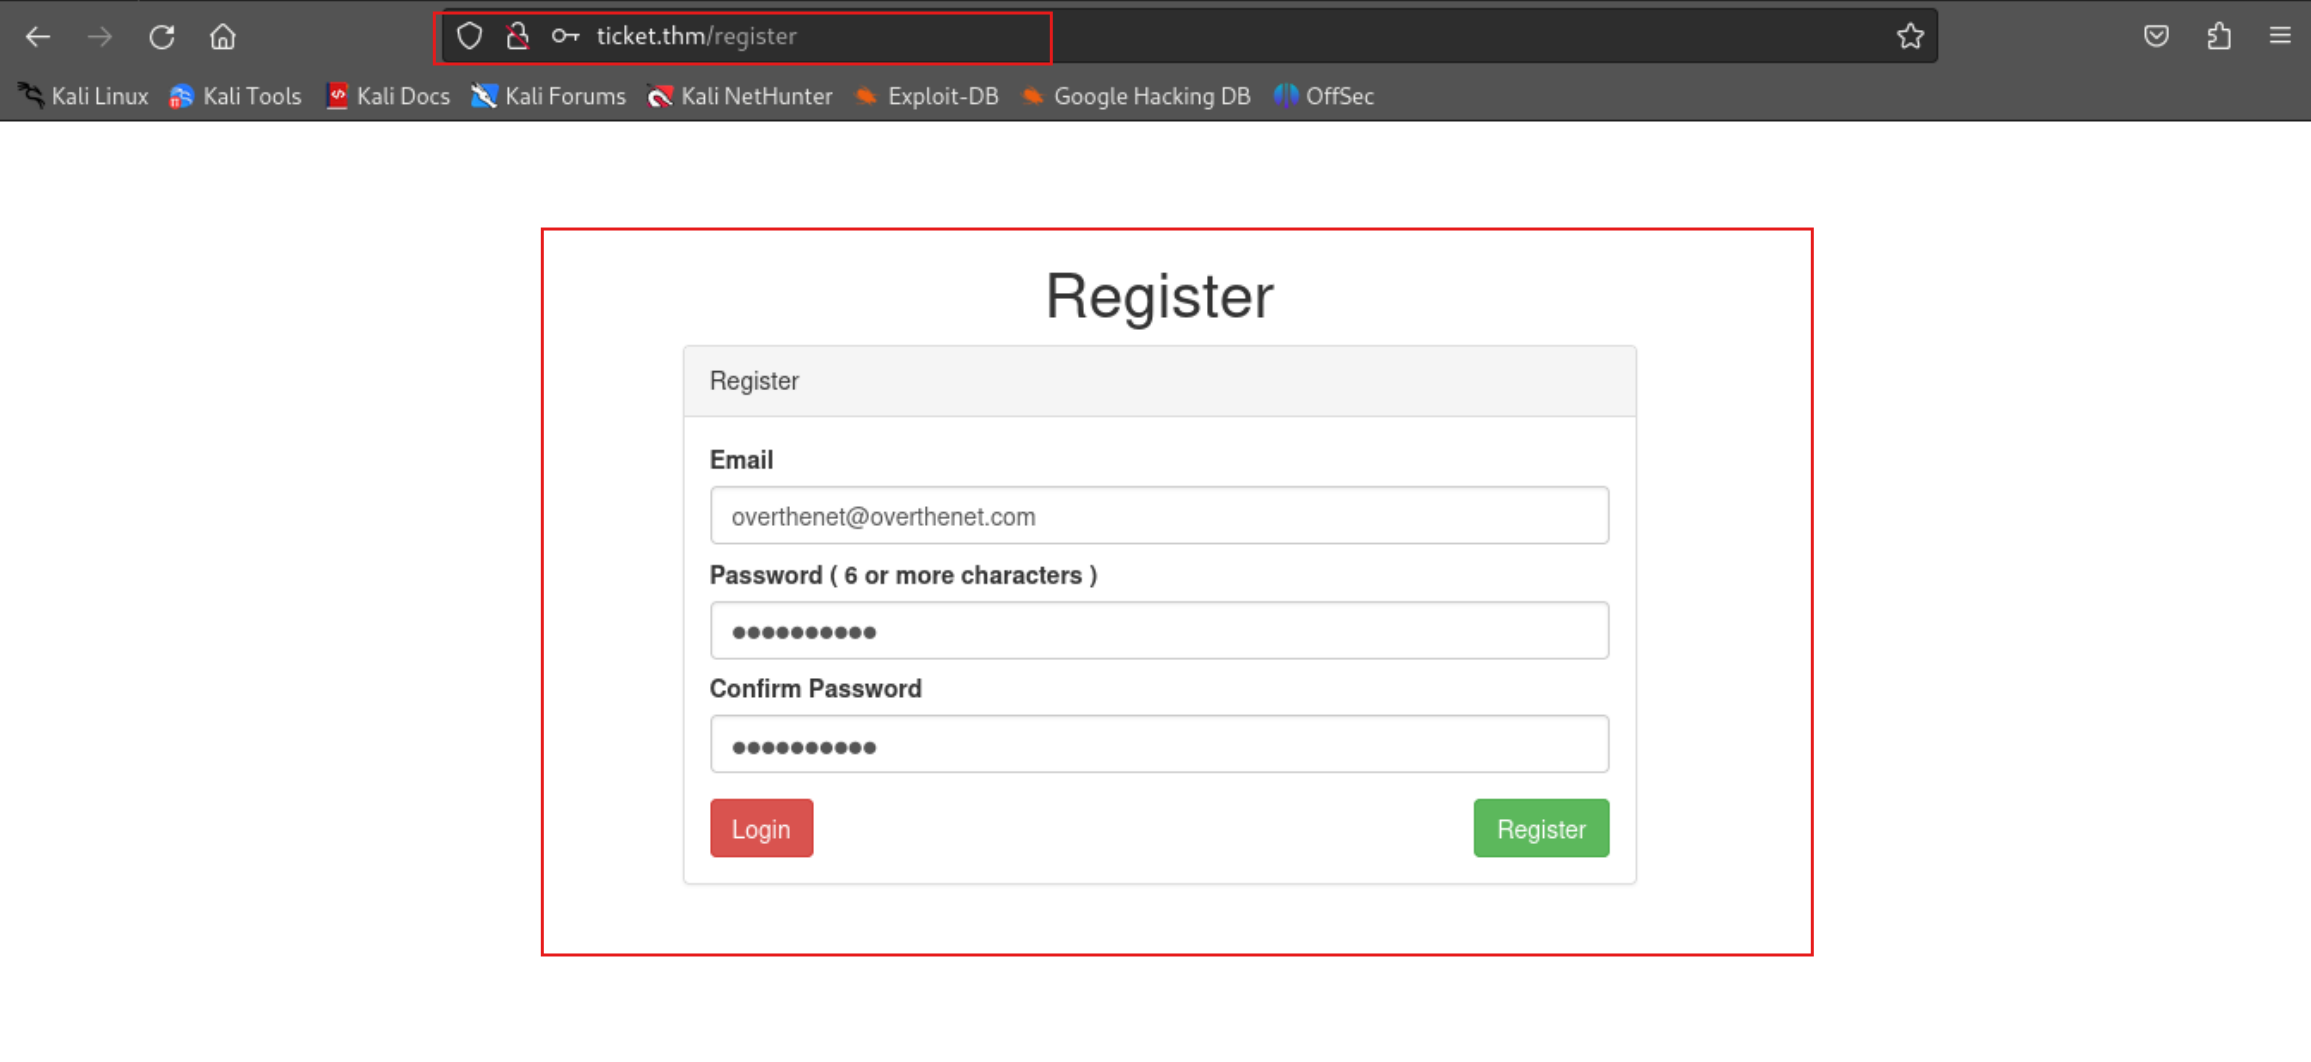 ticket.thm/register
Kali Linux Kali Tools Kali Docs Kali Forums Kali NetHunter Exploit-DB Google Hacking DB OffSec
Register
Register
Email
overthenet@overthenet.com
Password ( 6 or more characters )
●●●●●●●●●●
Confirm Password
●●●●●●●●●●
Login Register